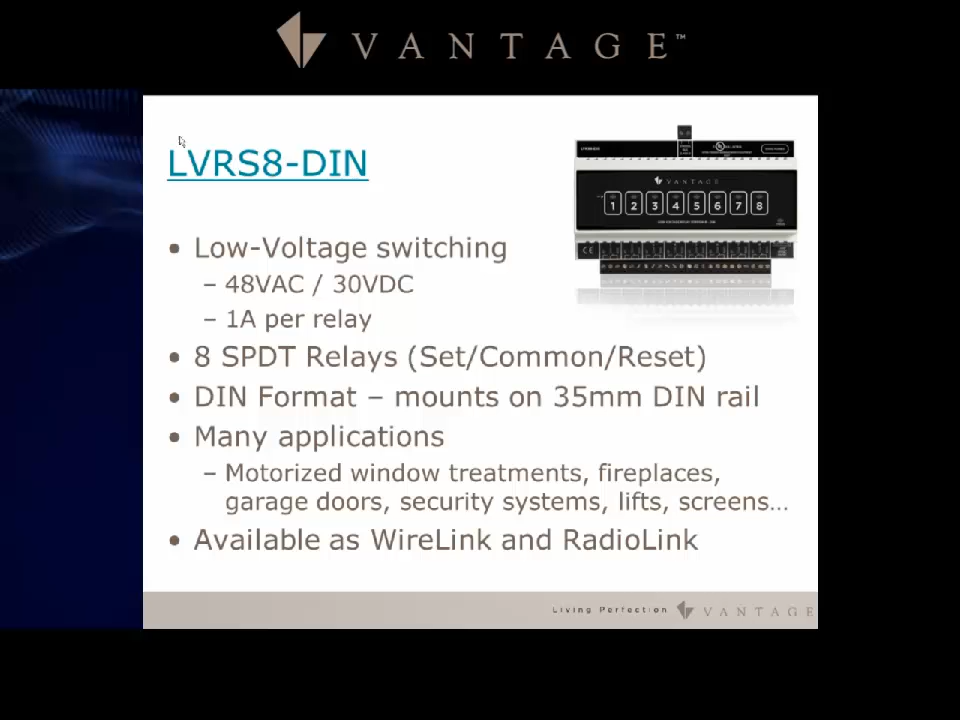 VANTAGE™
LVRS8-DIN
VANTAGE
1 2 3 4 5 6 7 8
• Low-Voltage switching
– 48VAC / 30VDC
– 1A per relay
• 8 SPDT Relays (Set/Common/Reset)
• DIN Format – mounts on 35mm DIN rail
• Many applications
– Motorized window treatments, fireplaces,
garage doors, security systems, lifts, screens…
• Available as WireLink and RadioLink
Living Perfection VANTAGE